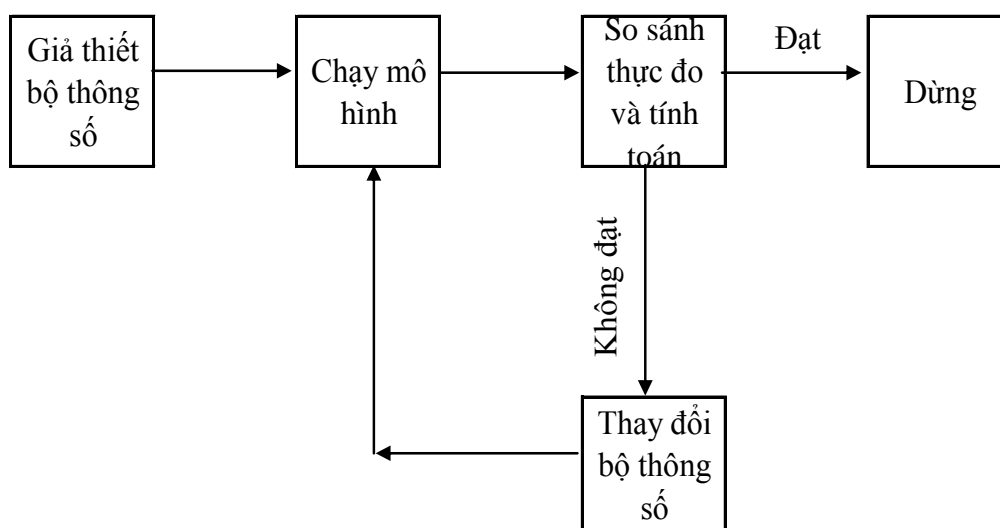 Giả thiết
bộ thông
số
Chạy mô
hình
So sánh
thực đo
và tính
toán
Đạt
Dừng
Không đạt
Thay đổi
bộ thông
số